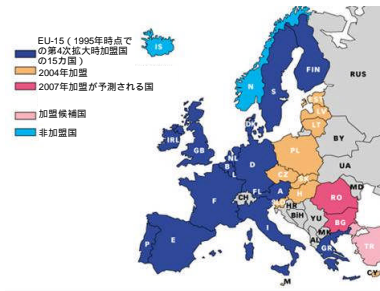 EU-15（1995年時点で
の第4次拡大時加盟国
の15カ国）
2004年加盟
2007年加盟が予測される国
加盟候補国
非加盟国
IS
FIN
N
S
RUS
EST
LT
DK
IRL
GB
NL
B
D
L
PL
BY
UA
CZ
SK
F
CH
FL
A
H
MD
RO
HR
BiH
YU
BG
I
MK
AL
GR
TR
P
E
M
CY